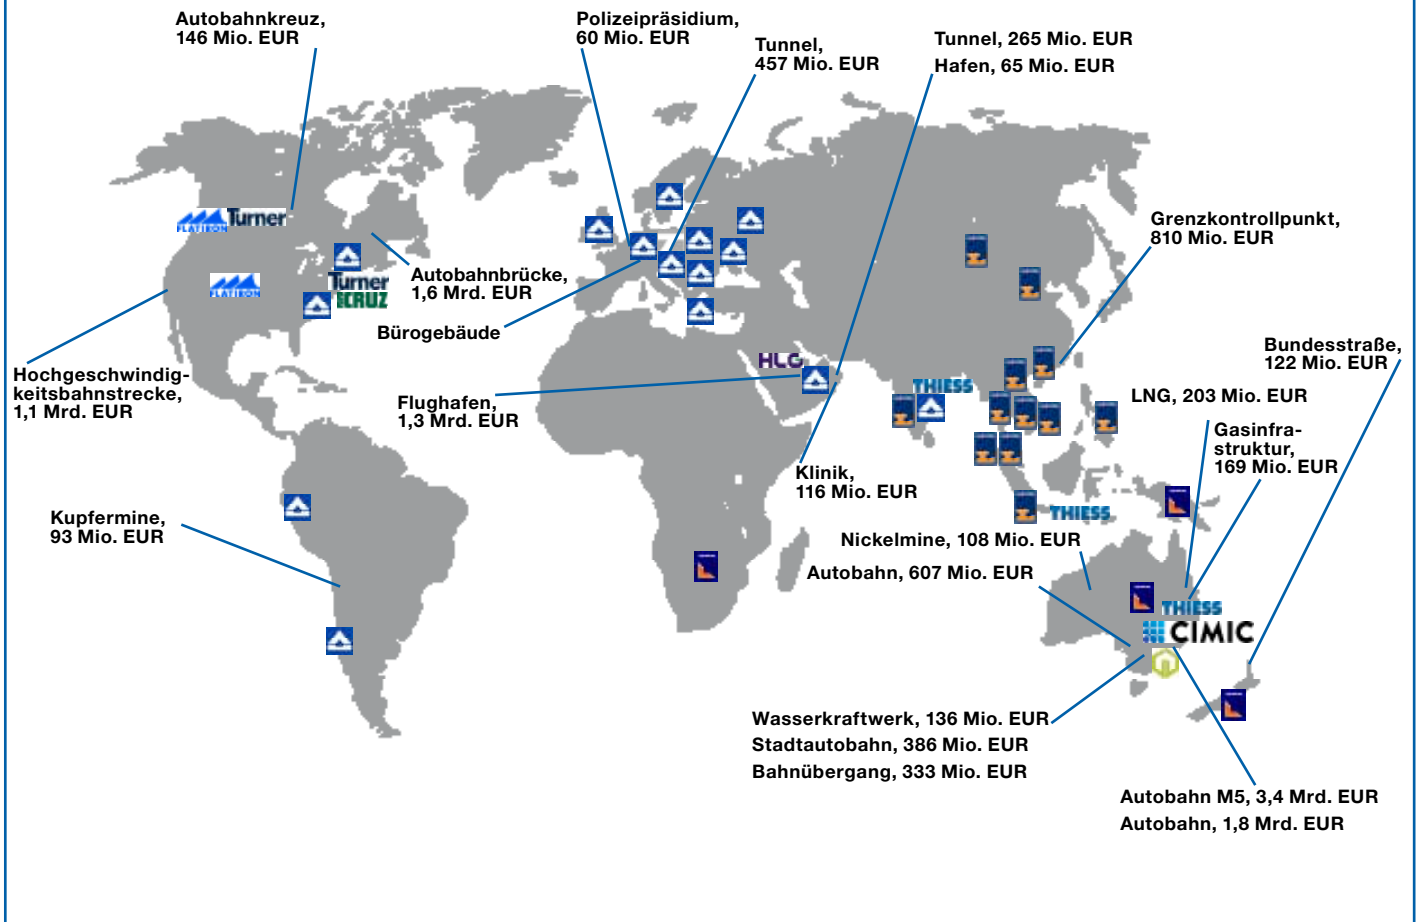 Autobahnkreuz,
146 Mio. EUR
Polizeipräsidium,
60 Mio. EUR
Tunnel,
457 Mio. EUR
Tunnel, 265 Mio. EUR
Hafen, 65 Mio. EUR
Grenzkontrollpunkt,
810 Mio. EUR
FLATIRON
Turner
FLATIRON
Turner
CRUZ
Autobahnbrücke,
1,6 Mrd. EUR
Bürogebäude
Hochgeschwindig-
keitsbahnstrecke,
1,1 Mrd. EUR
Flughafen,
1,3 Mrd. EUR
HLG
THIESS
Bundesstraße,
122 Mio. EUR
LNG, 203 Mio. EUR
Gasinfra-
struktur,
169 Mio. EUR
Klinik,
116 Mio. EUR
Kupfermine,
93 Mio. EUR
THIESS
Nickelmine, 108 Mio. EUR
Autobahn, 607 Mio. EUR
THIESS
CIMIC
Wasserkraftwerk, 136 Mio. EUR
Stadtautobahn, 386 Mio. EUR
Bahnübergang, 333 Mio. EUR
Autobahn M5, 3,4 Mrd. EUR
Autobahn, 1,8 Mrd. EUR